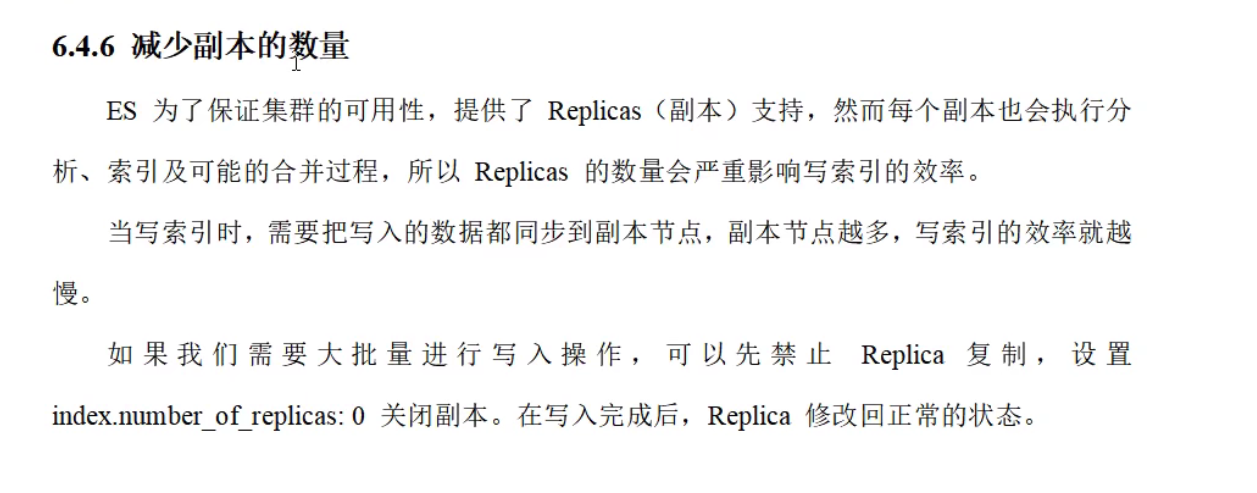 6.4.6 减少副本的数量
ES 为了保证集群的可用性，提供了 Replicas（副本）支持，然而每个副本也会执行分
析、索引及可能的合并过程，所以 Replicas 的数量会严重影响写索引的效率。
当写索引时，需要把写入的数据都同步到副本节点，副本节点越多，写索引的效率就越
慢。
如果我们需要大批量进行写入操作，可以先禁止 Replica 复制，设置
index.number_of_replicas: 0 关闭副本。在写入完成后，Replica 修改回正常的状态。